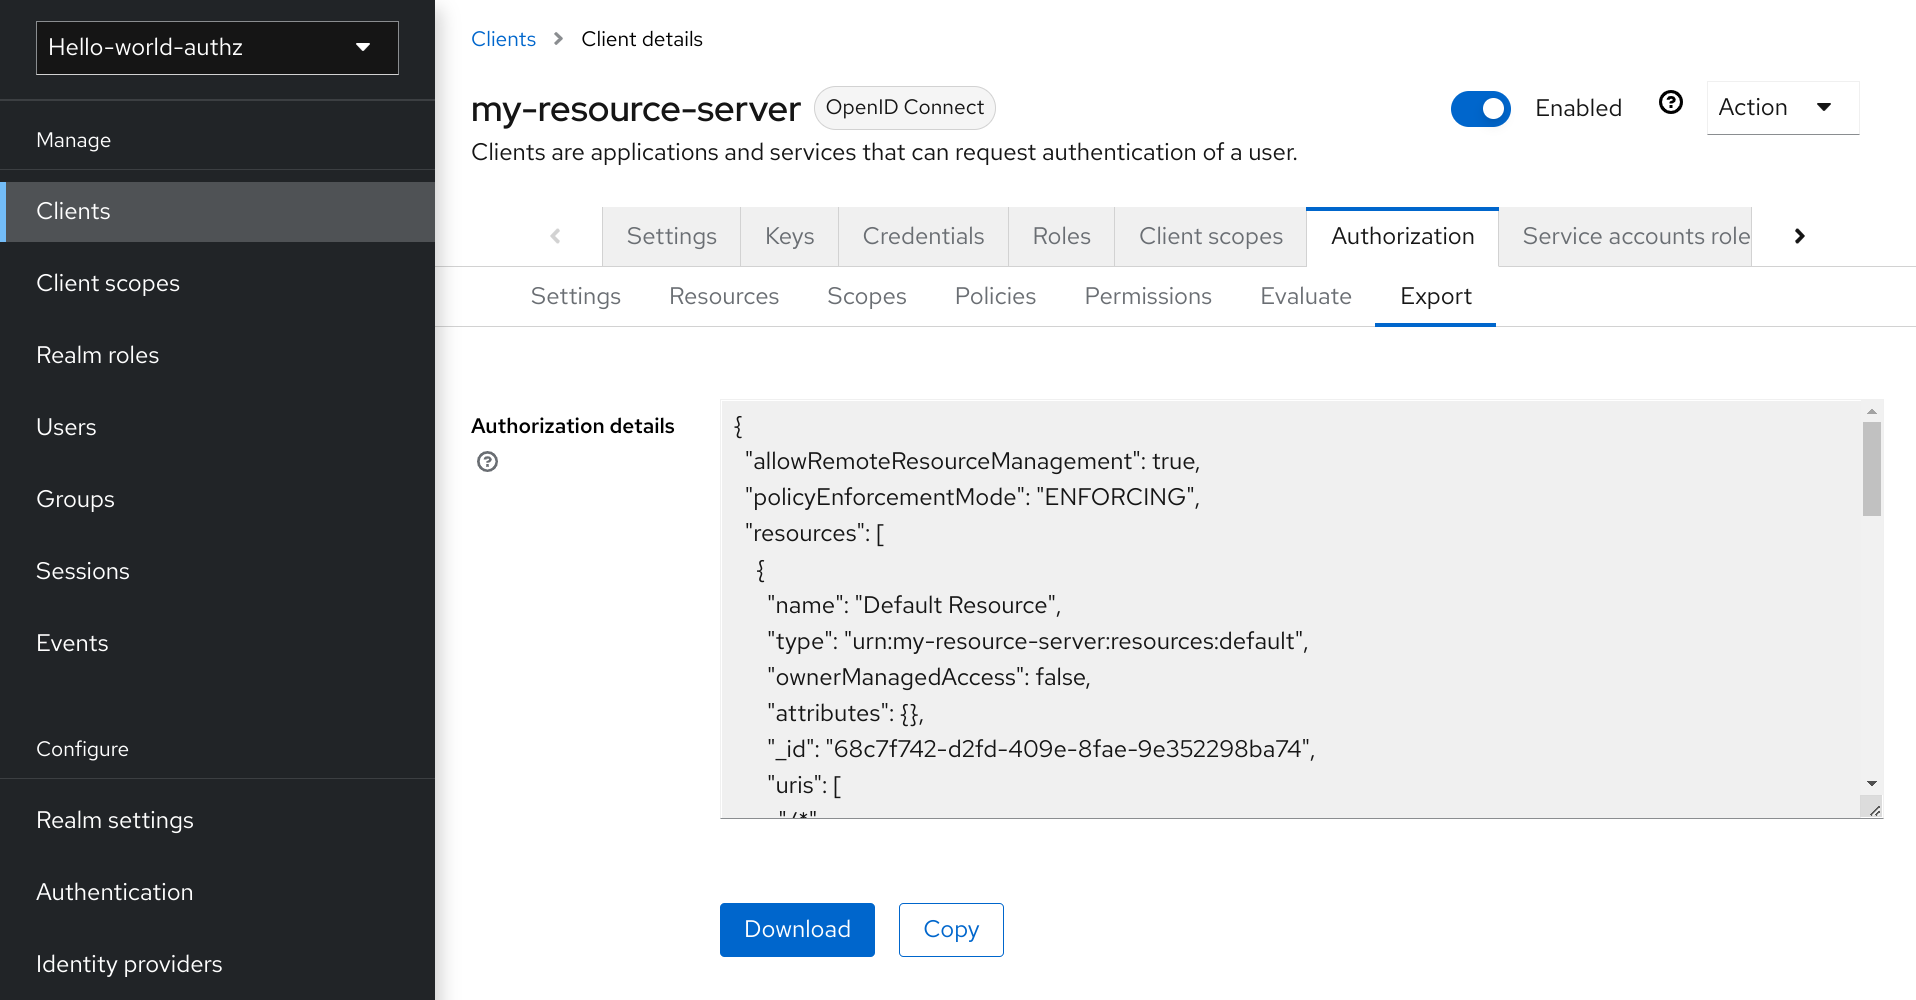 Hello-world-authz
Manage
Clients
Client scopes
Realm roles
Users
Groups
Sessions
Events
Configure
Realm settings
Authentication
Identity providers
Clients > Client details
my-resource-server OpenID Connect
Enabled
Action
Clients are applications and services that can request authentication of a user.
Settings Keys Credentials Roles Client scopes Authorization Service accounts role
Settings Resources Scopes Policies Permissions Evaluate Export
Authorization details
{
"allowRemoteResourceManagement": true,
"policyEnforcementMode": "ENFORCING",
"resources": [
{
"name": "Default Resource",
"type": "urn:my-resource-server:resources:default",
"ownerManagedAccess": false,
"attributes": {},
"_id": "68c7f742-d2fd-409e-8fae-9e352298ba74",
"uris": [
"/*"
Download Copy